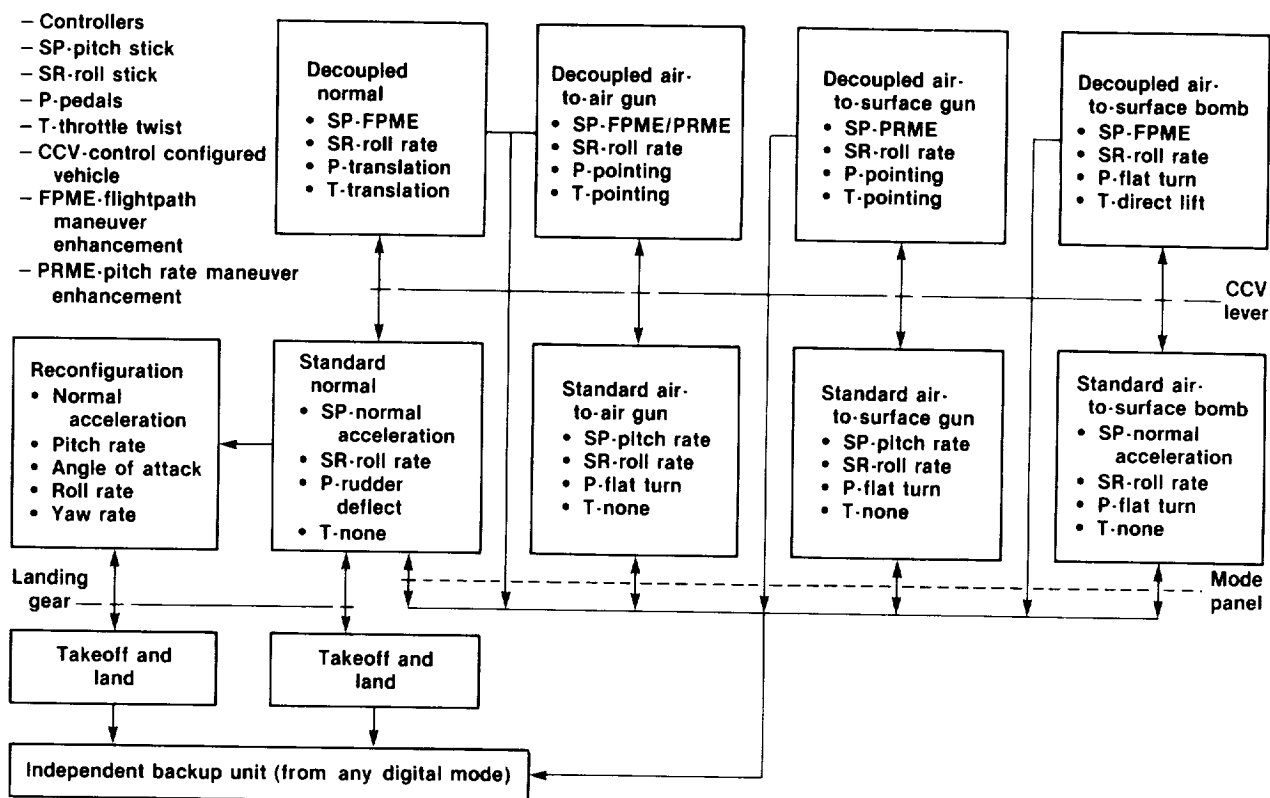 – Controllers
– SP-pitch stick
– SR-roll stick
– P-pedals
– T-throttle twist
– CCV-control configured
vehicle
– FPME-flightpath
maneuver
enhancement
– PRME-pitch rate maneuver
enhancement
Decoupled
normal
• SP-FPME
• SR-roll rate
• P-translation
• T-translation
Decoupled air-
to-air gun
• SP-FPME/PRME
• SR-roll rate
• P-pointing
• T-pointing
Decoupled air-
to-surface gun
• SP-PRME
• SR-roll rate
• P-pointing
• T-pointing
Decoupled air-
to-surface bomb
• SP-FPME
• SR-roll rate
• P-flat turn
• T-direct lift
CCV
lever
Reconfiguration
• Normal
acceleration
• Pitch rate
• Angle of attack
• Roll rate
• Yaw rate
Standard
normal
• SP-normal
acceleration
• SR-roll rate
• P-rudder
deflect
• T-none
Standard air-
to-air gun
• SP-pitch rate
• SR-roll rate
• P-flat turn
• T-none
Standard air-
to-surface gun
• SP-pitch rate
• SR-roll rate
• P-flat turn
• T-none
Standard air-
to-surface bomb
• SP-normal
acceleration
• SR-roll rate
• P-flat turn
• T-none
Landing
gear
Mode
panel
Takeoff and
land
Takeoff and
land
Independent backup unit (from any digital mode)